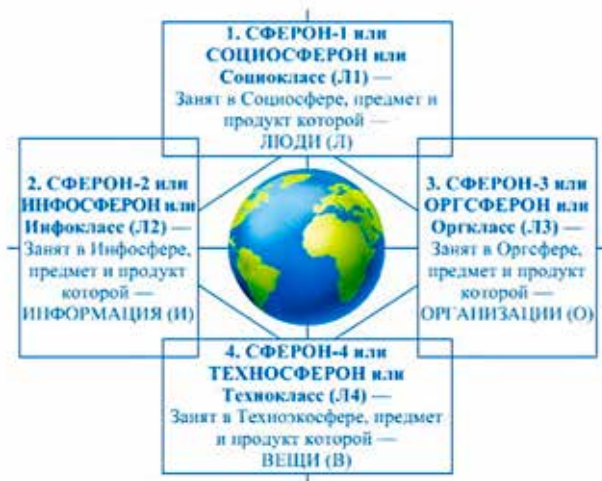 1. СФЕРОН-1 или
СОЦИОСФЕРОН или
Социокласс (Л1) —
Занят в Социосфере, предмет и
продукт которой —
ЛЮДИ (Л)
2. СФЕРОН-2 или
ИНФОСФЕРОН или
Инфокласс (Л2) —
Занят в Инфосфере,
предмет и продукт
которой —
ИНФОРМАЦИЯ (И)
3. СФЕРОН-3 или
ОРГСФЕРОН или
Оргкласс (Л3) —
Занят в Оргсфере,
предмет и продукт
которой —
ОРГАНИЗАЦИИ (О)
4. СФЕРОН-4 или
ТЕХНОСФЕРОН или
Технокласс (Л4) —
Занят в Техноэкосфере, предмет
и продукт которой —
ВЕЩИ (В)